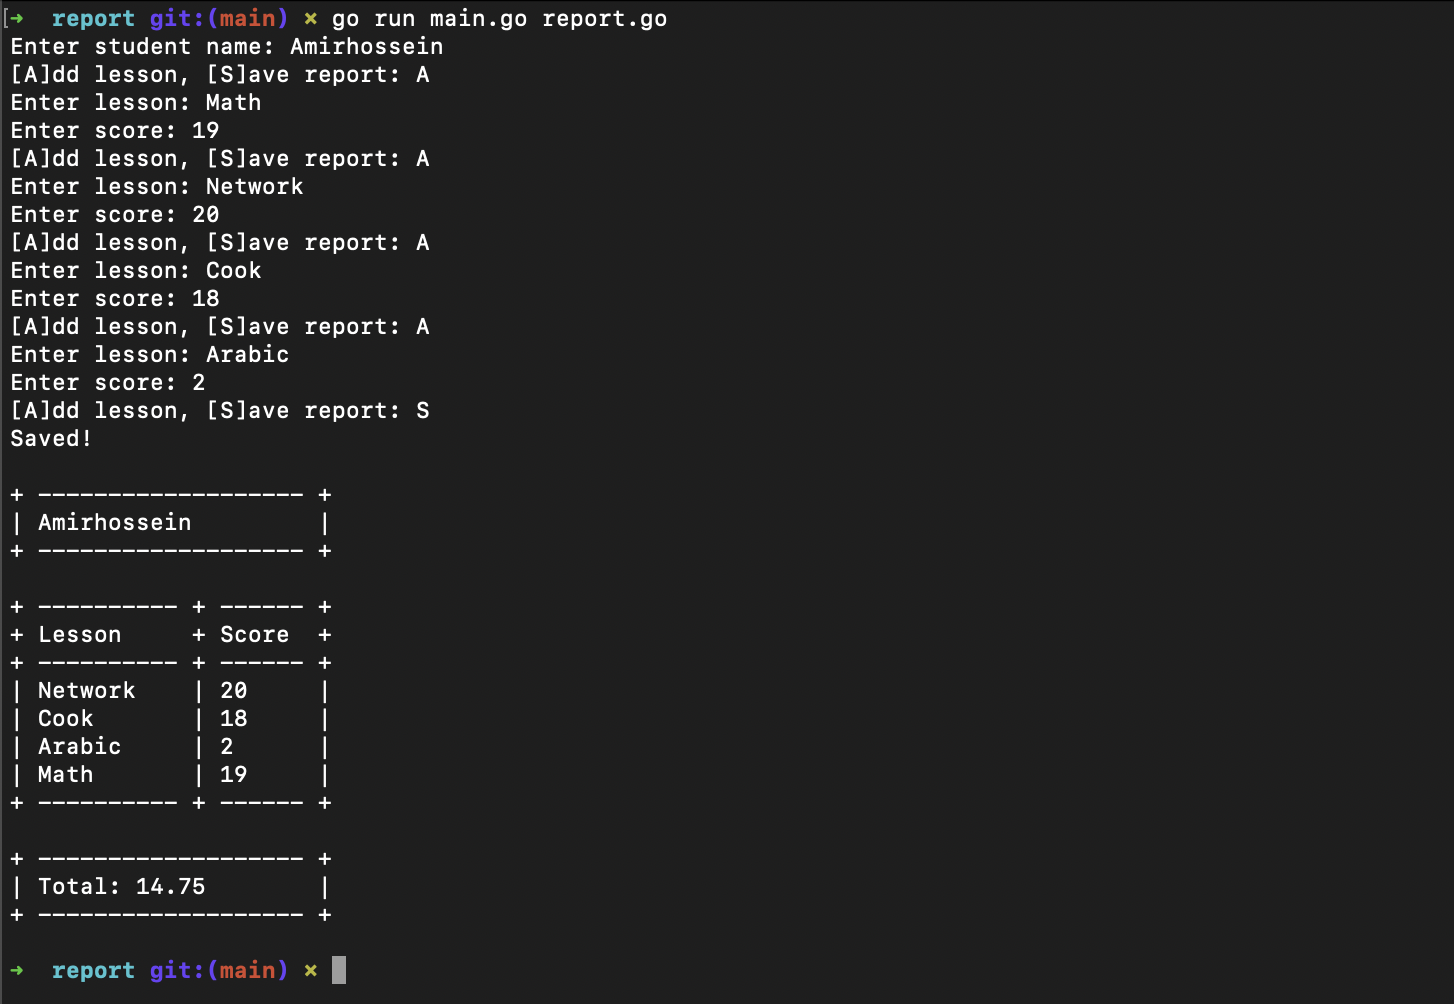 [➜  report git:(main) ✗ go run main.go report.go
Enter student name: Amirhossein
[A]dd lesson, [S]ave report: A
Enter lesson: Math
Enter score: 19
[A]dd lesson, [S]ave report: A
Enter lesson: Network
Enter score: 20
[A]dd lesson, [S]ave report: A
Enter lesson: Cook
Enter score: 18
[A]dd lesson, [S]ave report: A
Enter lesson: Arabic
Enter score: 2
[A]dd lesson, [S]ave report: S
Saved!

+ ------------------- +
| Amirhossein         |
+ ------------------- +

+ ---------- + ------ +
+ Lesson     + Score  +
+ ---------- + ------ +
| Network    | 20     |
| Cook       | 18     |
| Arabic     | 2      |
| Math       | 19     |
+ ---------- + ------ +

+ ------------------- +
| Total: 14.75        |
+ ------------------- +

➜  report git:(main) ✗